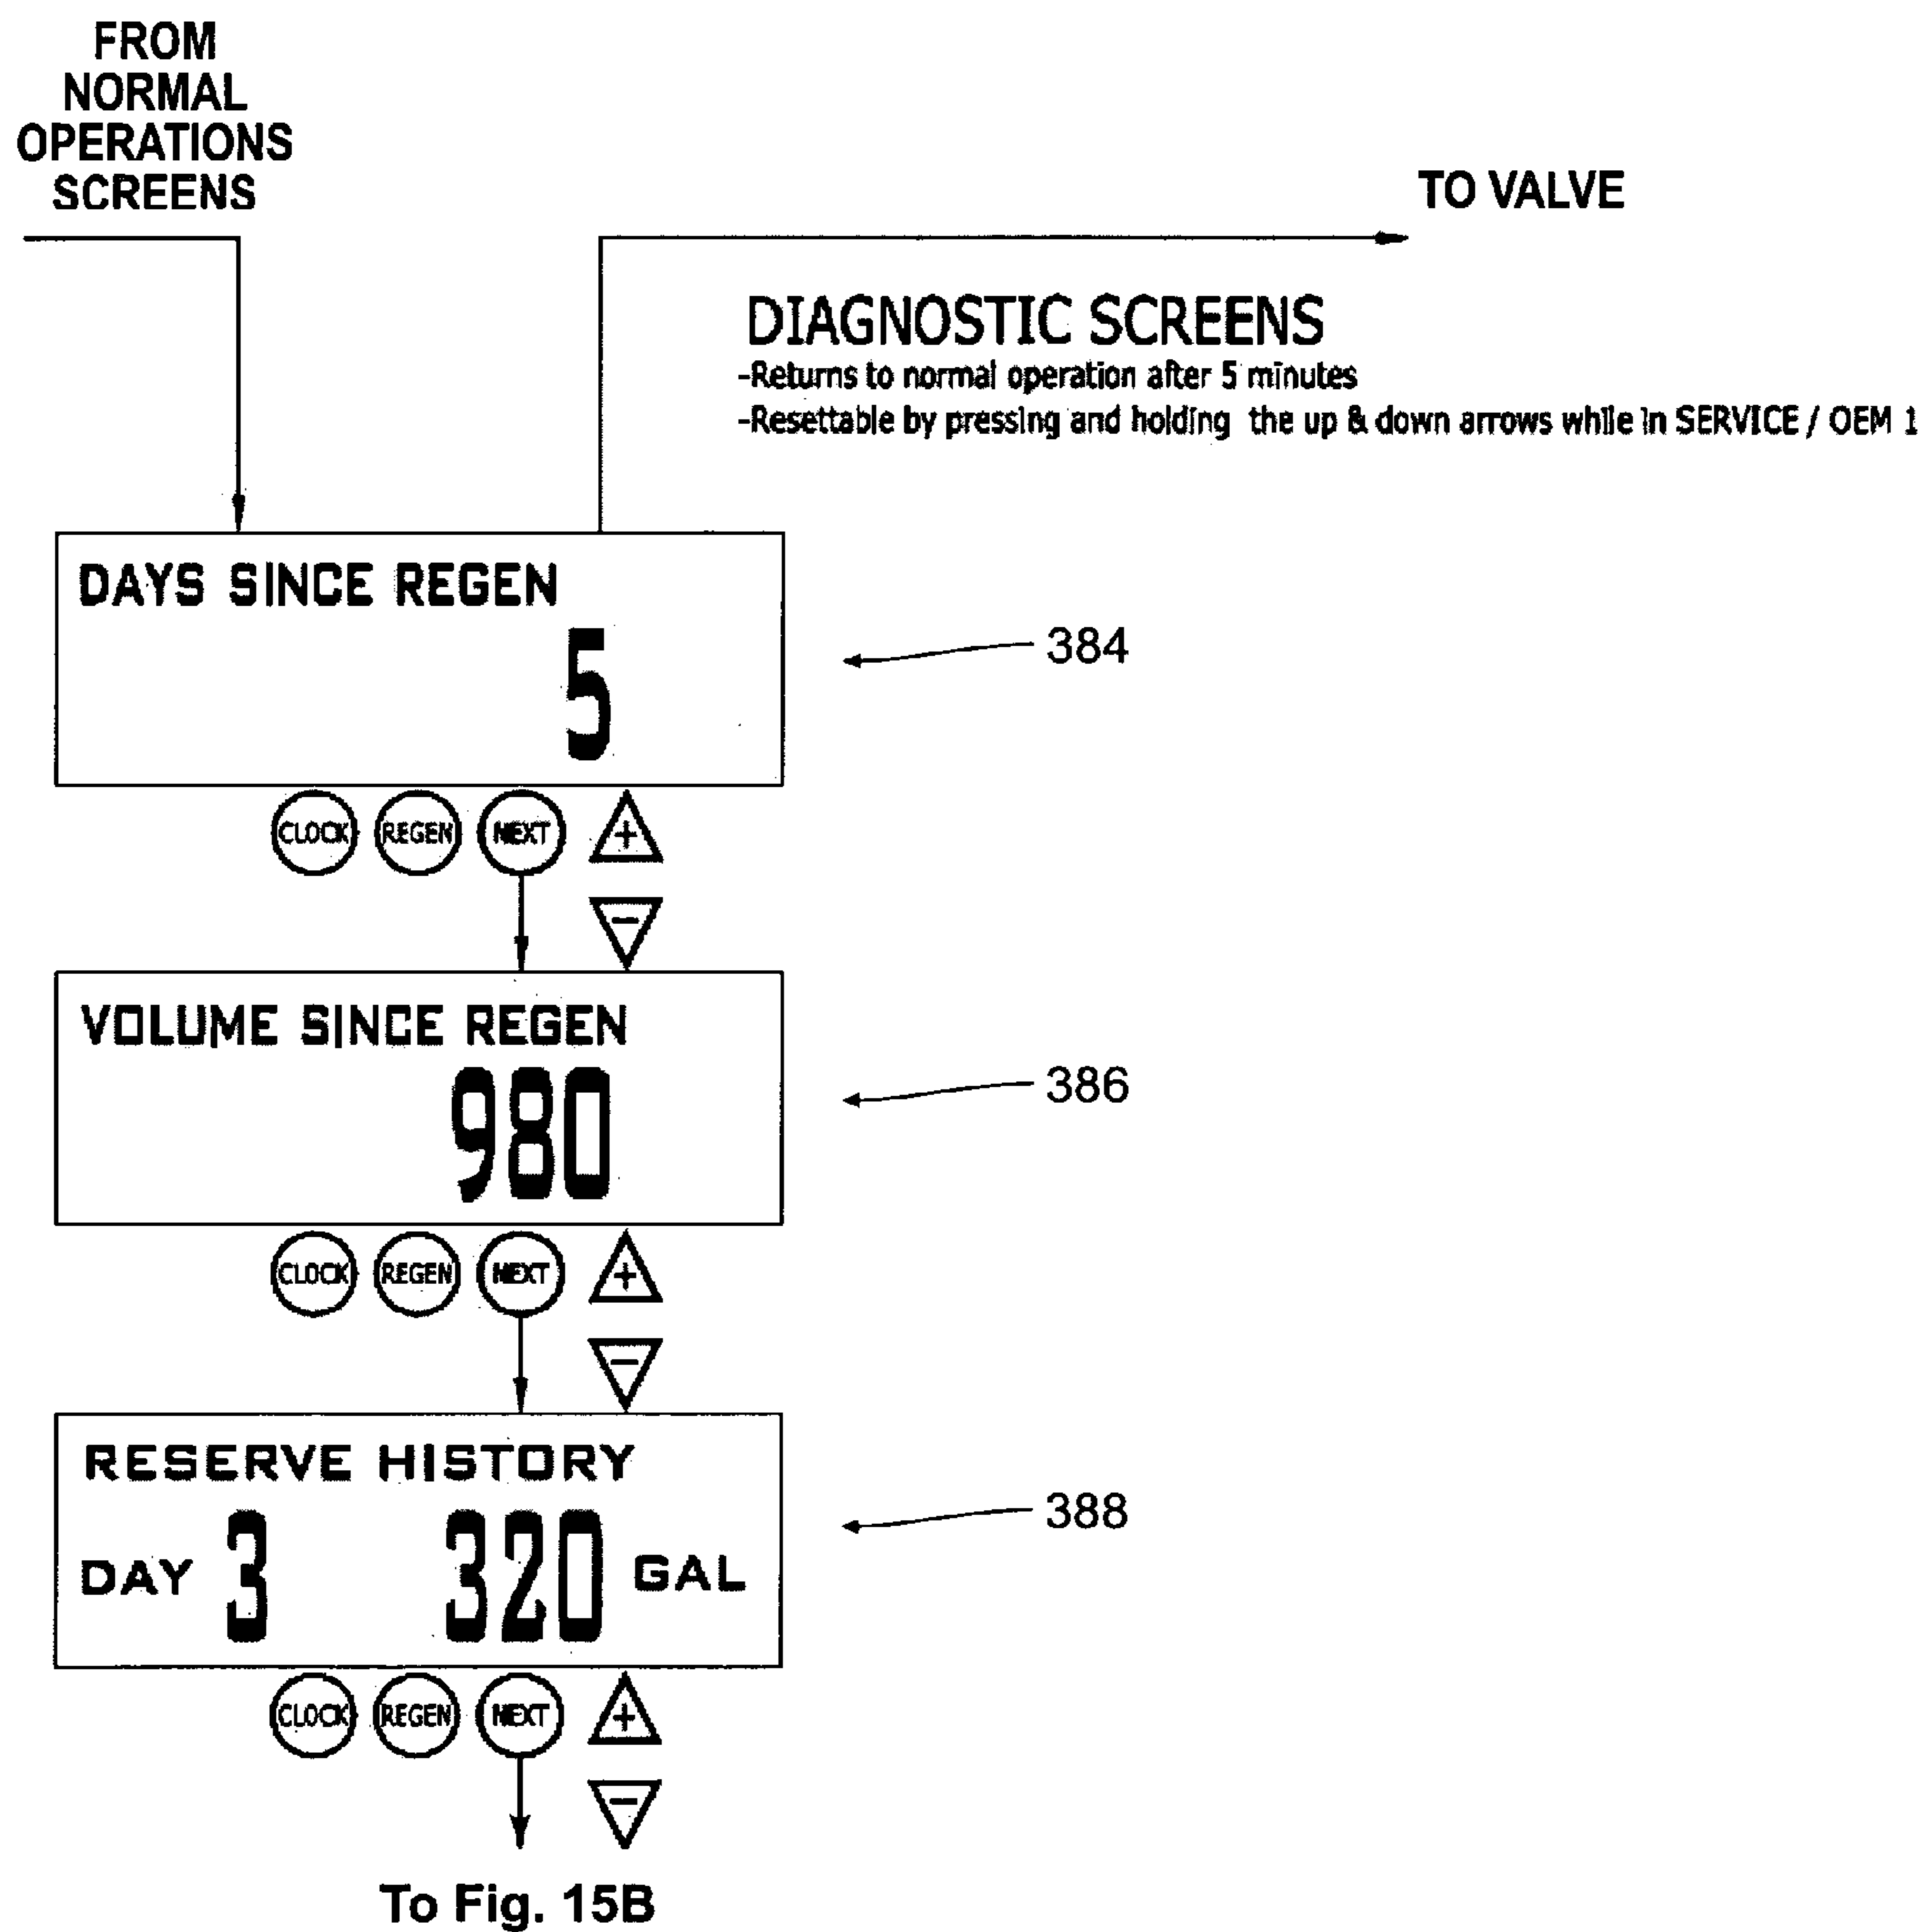 FROM
NORMAL
OPERATIONS
SCREENS
TO VALVE
DIAGNOSTIC SCREENS
-Returns to normal operation after 5 minutes
-Resettable by pressing and holding the up & down arrows while in SERVICE / OEM 1
DAYS SINCE REGEN
5
384
CLOCK REGEN NEXT +
-
VOLUME SINCE REGEN
980
386
CLOCK REGEN NEXT +
-
RESERVE HISTORY
DAY 3 320 GAL
388
CLOCK REGEN NEXT +
-
To Fig. 15B